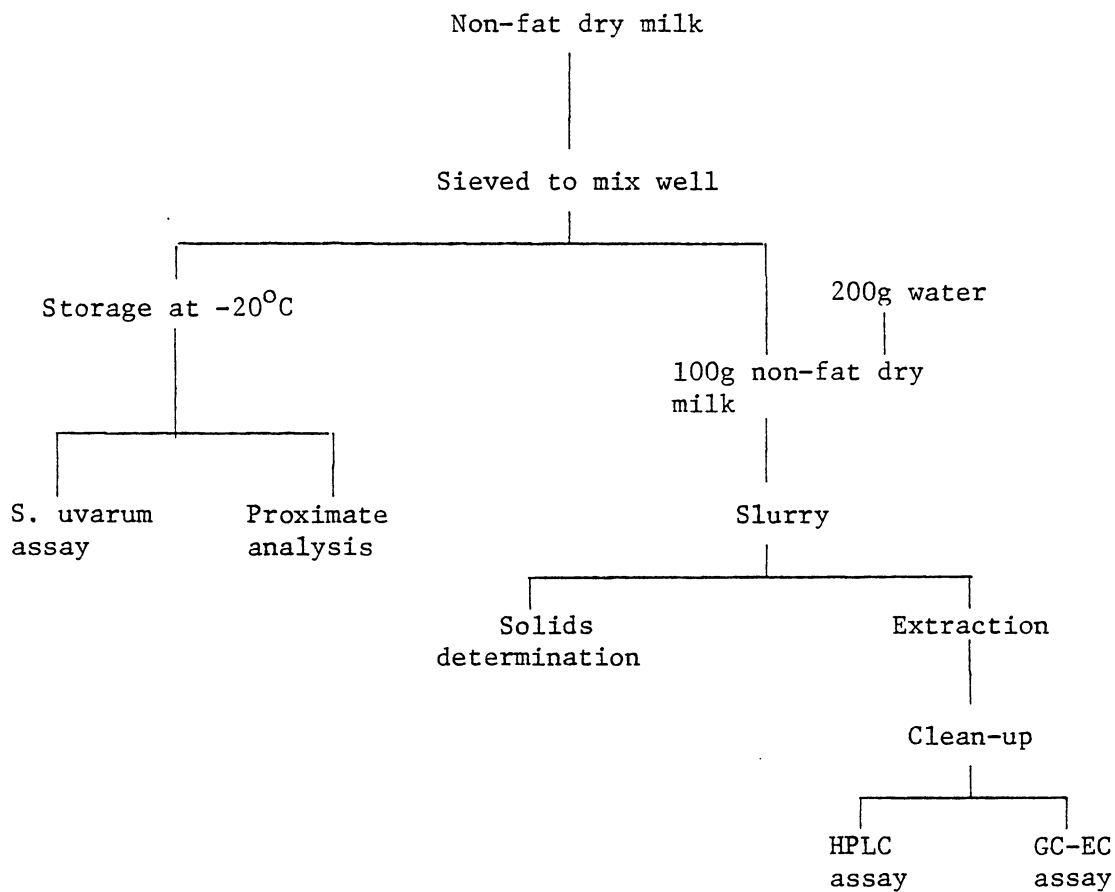 Non-fat dry milk
Sieved to mix well
Storage at -20°C
200g water
100g non-fat dry
milk
S. uvarum
assay
Proximate
analysis
Slurry
Solids
determination
Extraction
Clean-up
HPLC
assay
GC-EC
assay